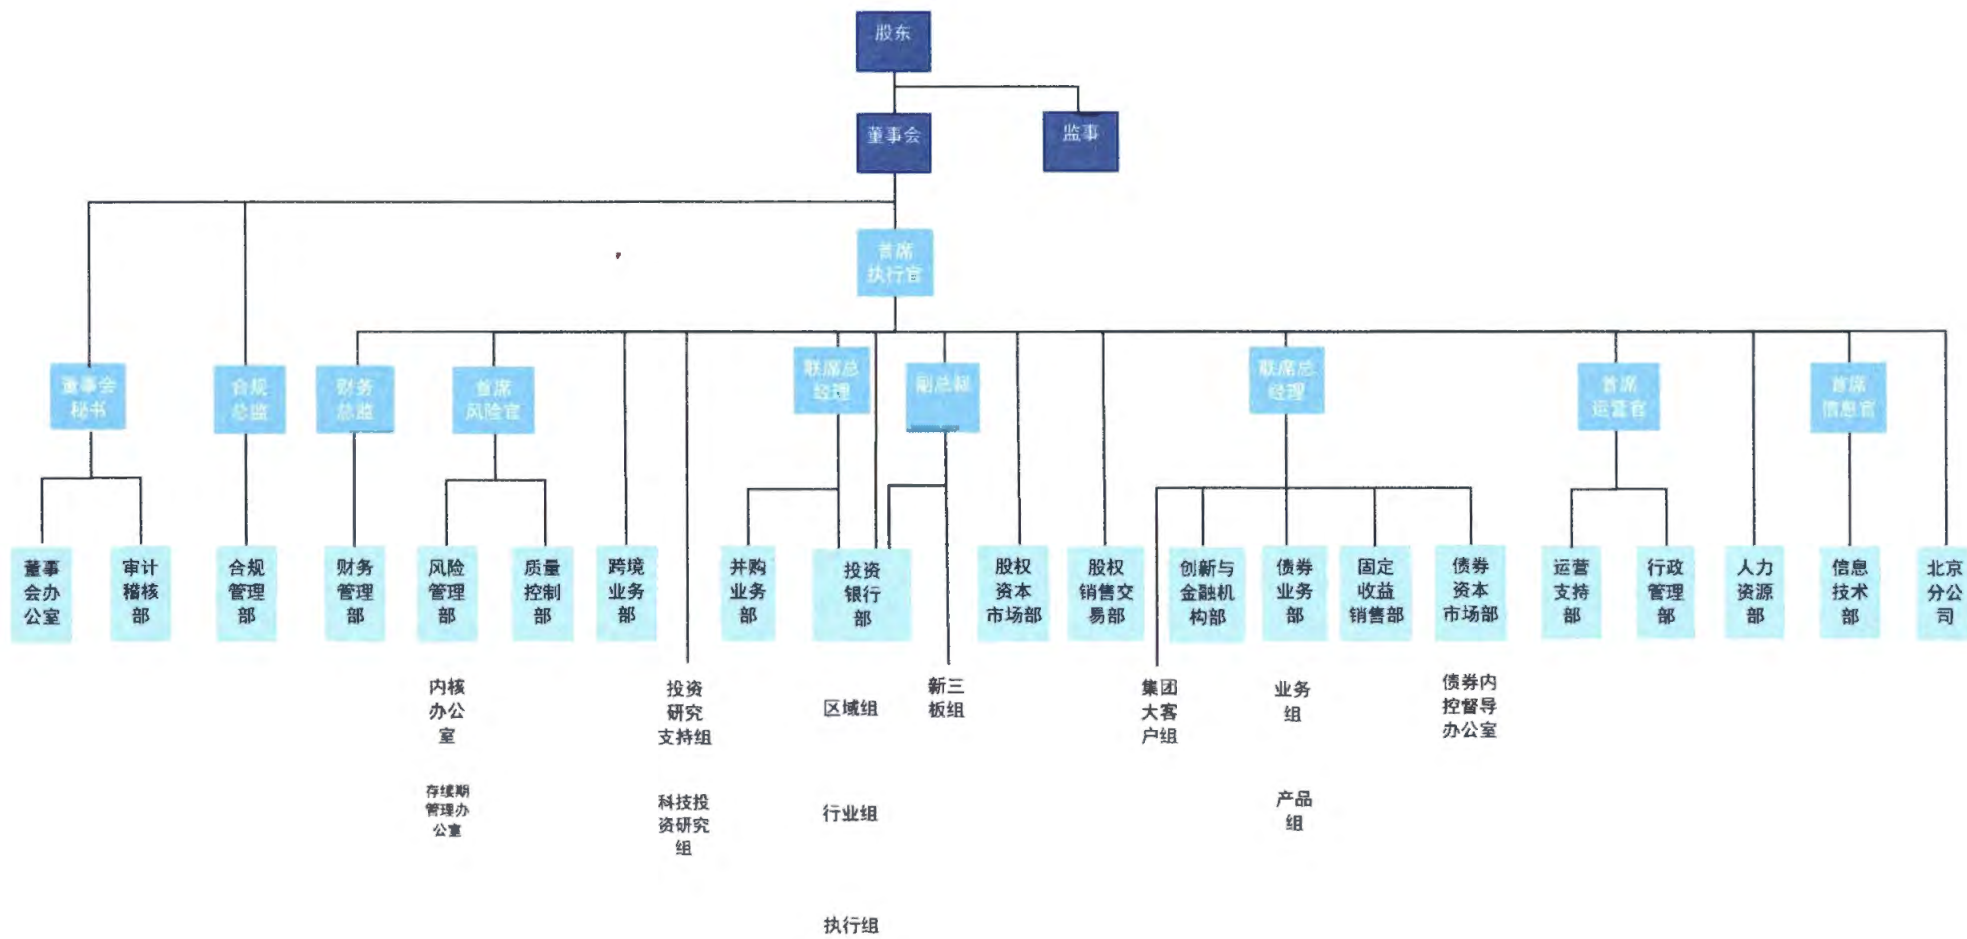 股东
董事会
监事
首席
执行官
董事会
秘书
合规
总监
财务
总监
首席
风险官
联席总
经理
副总裁
联席总
经理
首席
运营官
首席
信息官
董事
会办
公室
审计
稽核
部
合规
管理
部
财务
管理
部
风险
管理
部
质量
控制
部
跨境
业务
部
并购
业务
部
投资
银行
部
股权
资本
市场部
股权
销售交
易部
创新与
金融机
构部
债券
业务
部
固定
收益
销售部
债券
资本
市场部
运营
支持
部
行政
管理
部
人力
资源
部
信息
技术
部
北京
分公
司
内核
办公
室
投资
研究
支持组
区域组
新三
板组
集团
大客
户组
业务
组
债券内
控督导
办公室
存续期
管理办
公室
科技投
资研究
组
行业组
产品
组
执行组